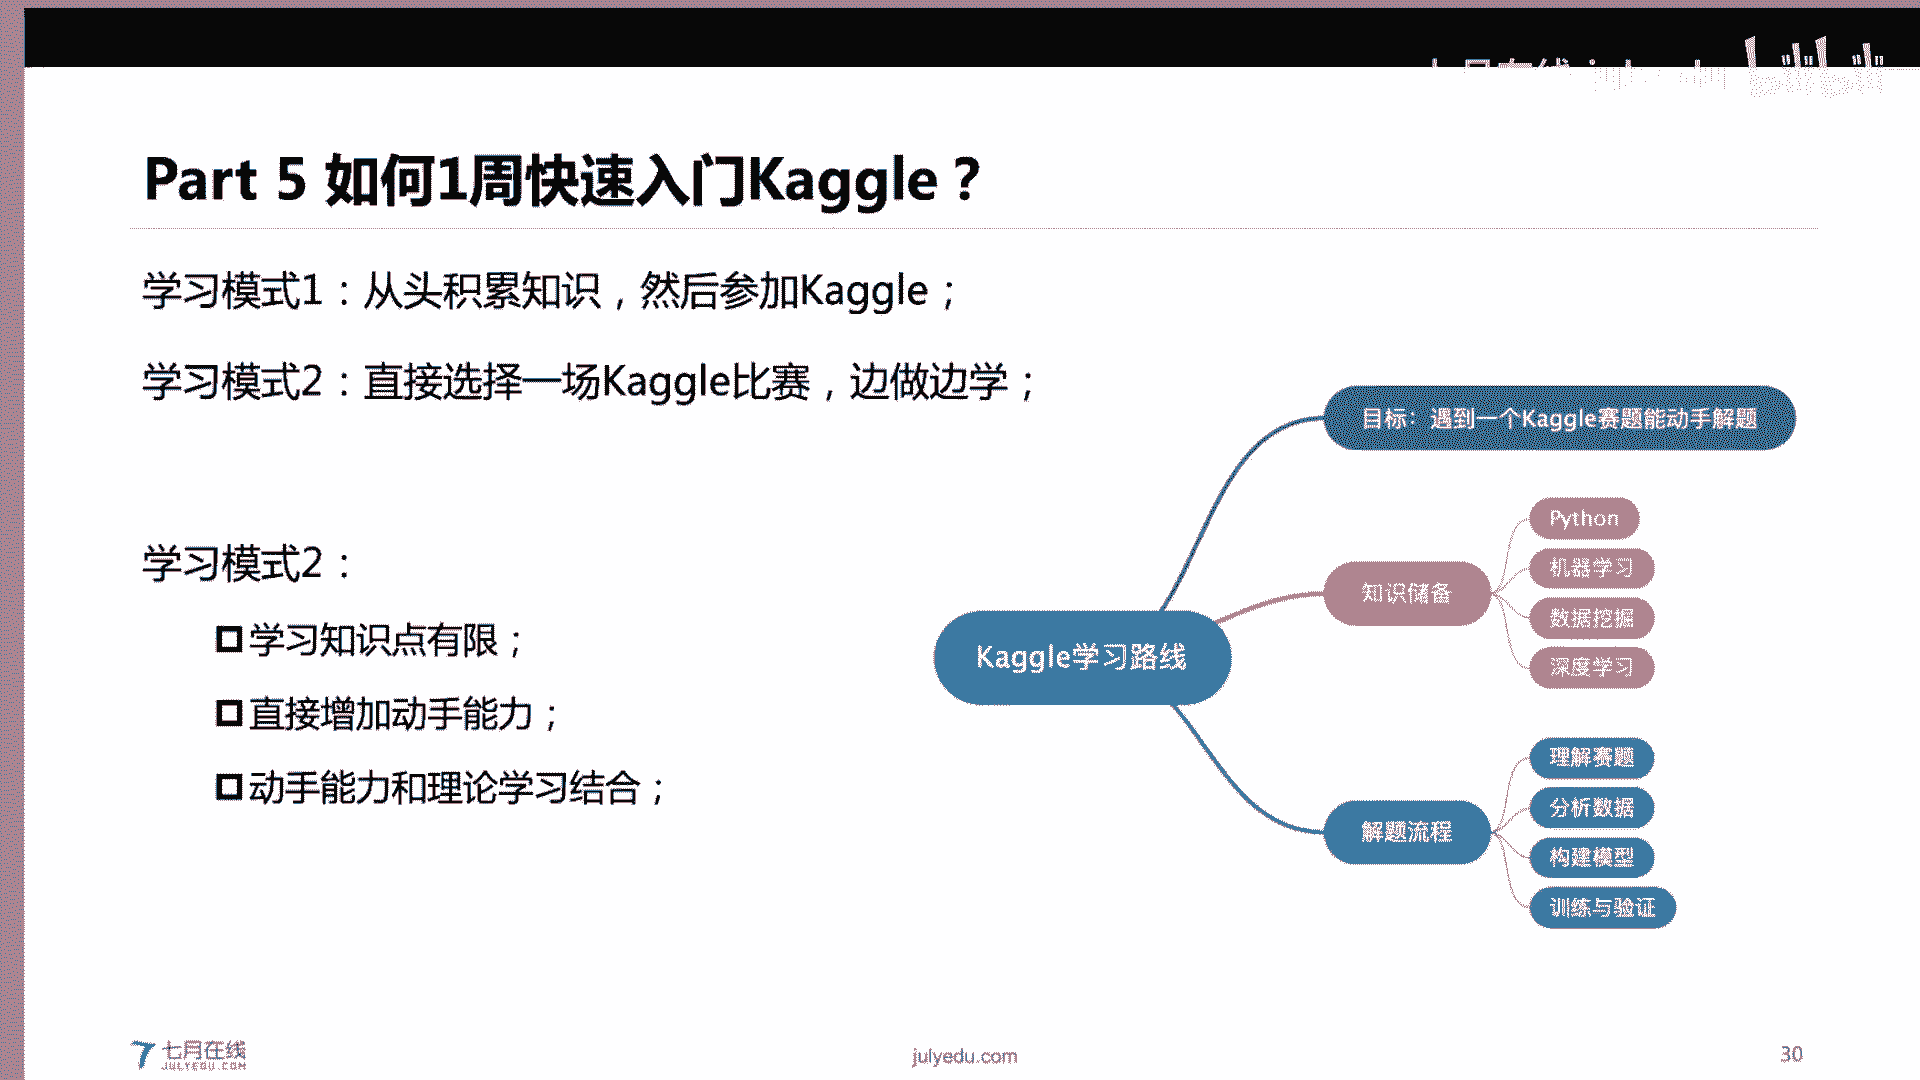 Part 5 如何1周快速入门Kaggle？
学习模式1：从头积累知识，然后参加Kaggle；
学习模式2：直接选择一场Kaggle比赛，边做边学；
学习模式2：
学习知识点有限；
直接增加动手能力；
动手能力和理论学习结合；
Kaggle学习路线
目标：遇到一个Kaggle赛题能动手解题
知识储备
Python
机器学习
数据挖掘
深度学习
解题流程
理解赛题
分析数据
构建模型
训练与验证
七月在线
JULYEDU.COM
julyedu.com
30